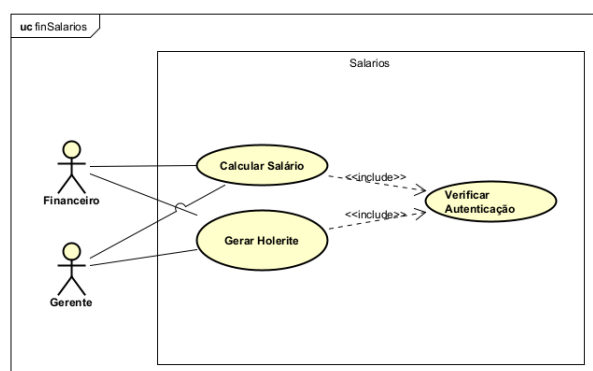 uc finSalarios
Salarios
Calcular Salário
<<include>>
Verificar
Autenticação
Financeiro
<<include>>
Gerar Holerite
Gerente